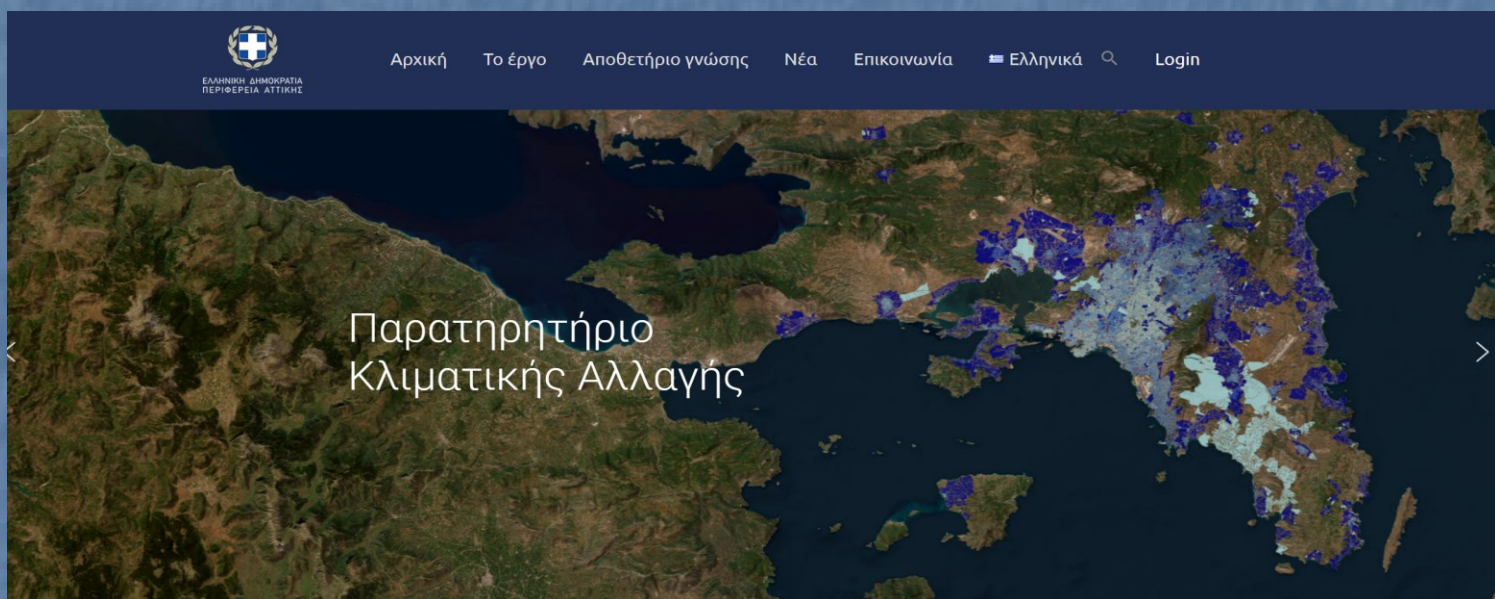 ΕΛΛΗΝΙΚΗ ΔΗΜΟΚΡΑΤΙΑ
ΠΕΡΙΦΕΡΕΙΑ ΑΤΤΙΚΗΣ
Αρχική Το έργο Αποθετήριο γνώσης Νέα Επικοινωνία Ελληνικά Login
Παρατηρητήριο
Κλιματικής Αλλαγής